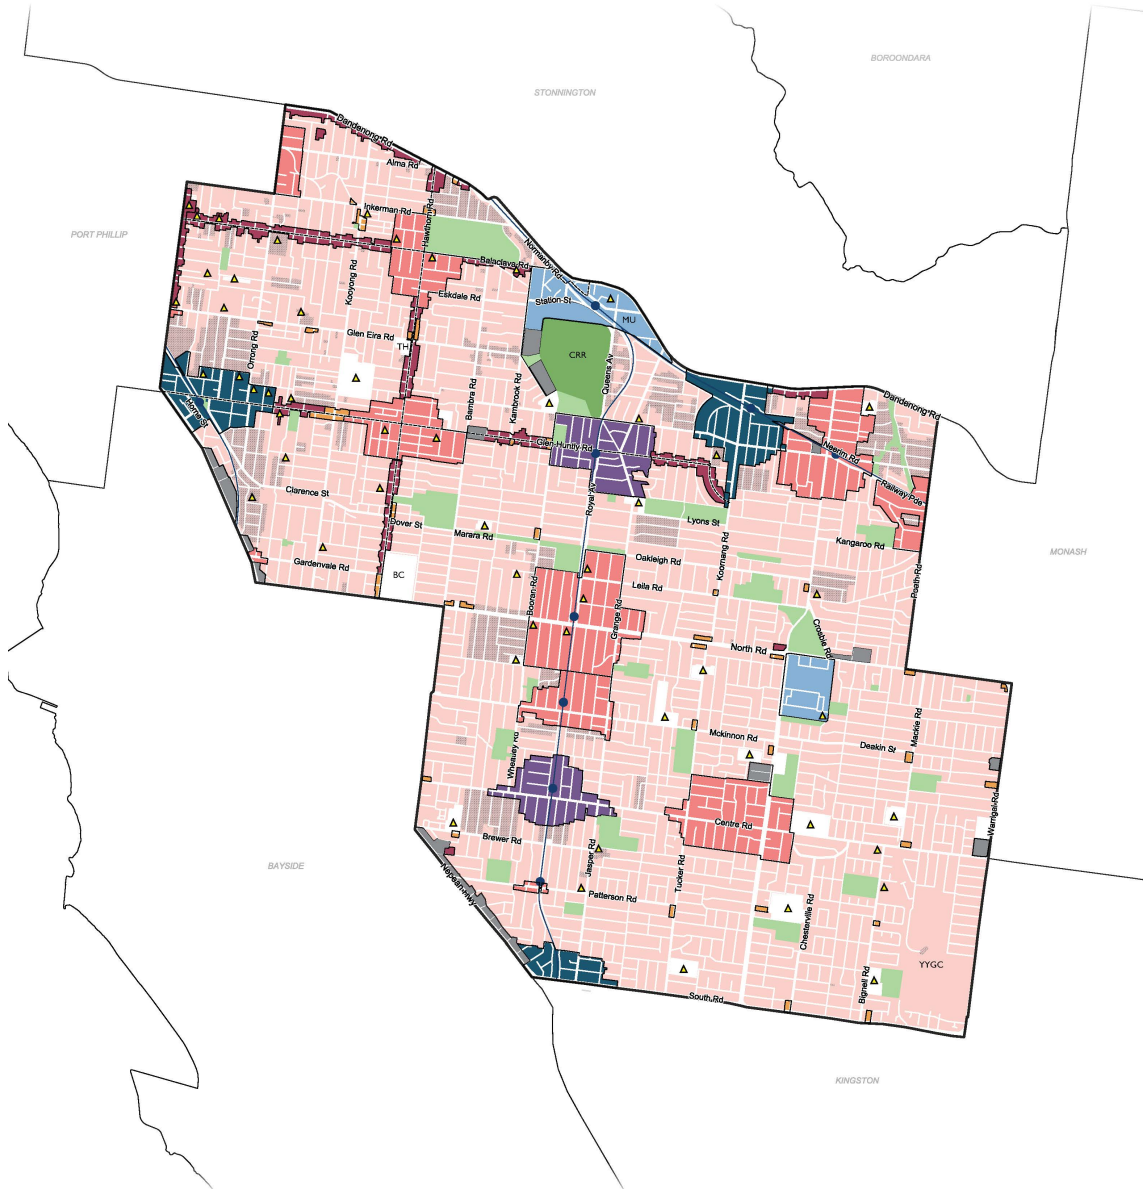 BOROONDARA
STONNINGTON
Dandenong Rd
Alma Rd
Inkerman Rd
Hawthorn Rd
PORT PHILLIP
Normanby Rd
Balaclava Rd
Kooyong Rd
Eskdale Rd
Station St
MU
Glen Eira Rd
Orrong Rd
TH
CRR
Queens Av
Bambra Rd
Kambrook Rd
Dandenong Rd
Horne St
Glen Huntly Rd
Neerim Rd
Railway Pde
Clarence St
Royal Av
Lyons St
Dover St
Marara Rd
Kangaroo Rd
Koornang Rd
MONASH
Oakleigh Rd
Gardenvale Rd
BC
Booran Rd
Leila Rd
Poath Rd
Grange Rd
Crosbie Rd
North Rd
Mackie Rd
Mckinnon Rd
Deakin St
Wheatley Rd
Warrigal Rd
Centre Rd
Brewer Rd
Jasper Rd
BAYSIDE
Nepean Hwy
Tucker Rd
Patterson Rd
Chesterville Rd
YYGC
Bignell Rd
South Rd
KINGSTON